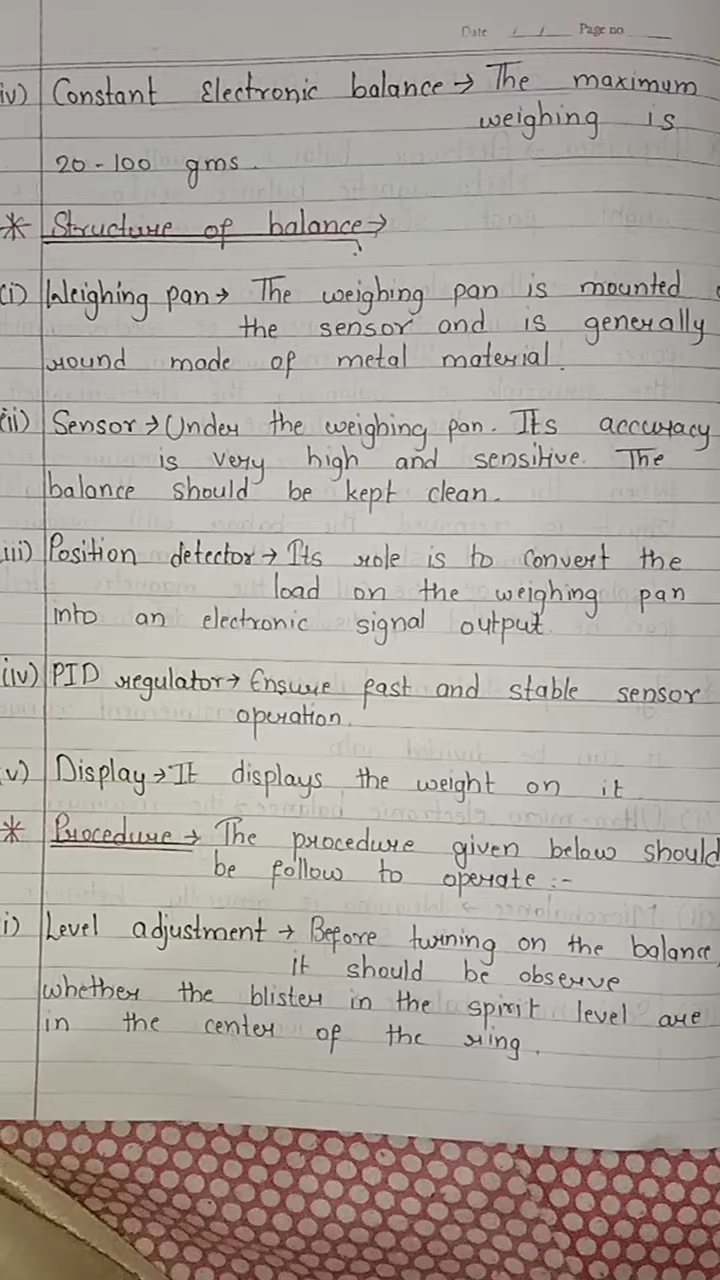 Date / / Page no
iv) Constant Electronic balance → The maximum
weighing is
20-100 gms.
* Structure of balance →
(i) Weighing pan → The weighing pan is mounted
the sensor and is generally
round made of metal material.
(ii) Sensor → Under the weighing pan. Its accuracy
is very high and sensitive. The
balance should be kept clean.
iii) Position detector → Its role is to convert the
load on the weighing pan
into an electronic signal output
(iv) PID regulator → Ensure fast and stable sensor
operation.
v) Display → It displays the weight on it
* Procedure → The procedure given below should
be follow to operate :-
i) Level adjustment → Before turning on the balance,
it should be observe
whether the blister in the spirit level are
in the center of the ring.